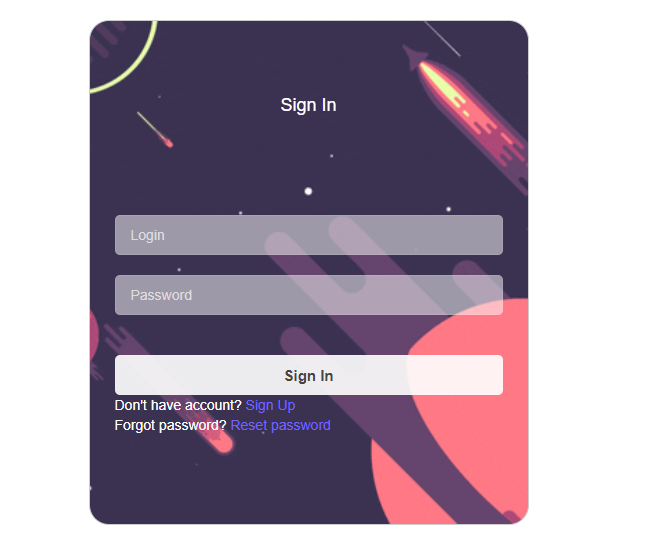 Sign In
Login
Password
Sign In
Don't have account? Sign Up
Forgot password? Reset password